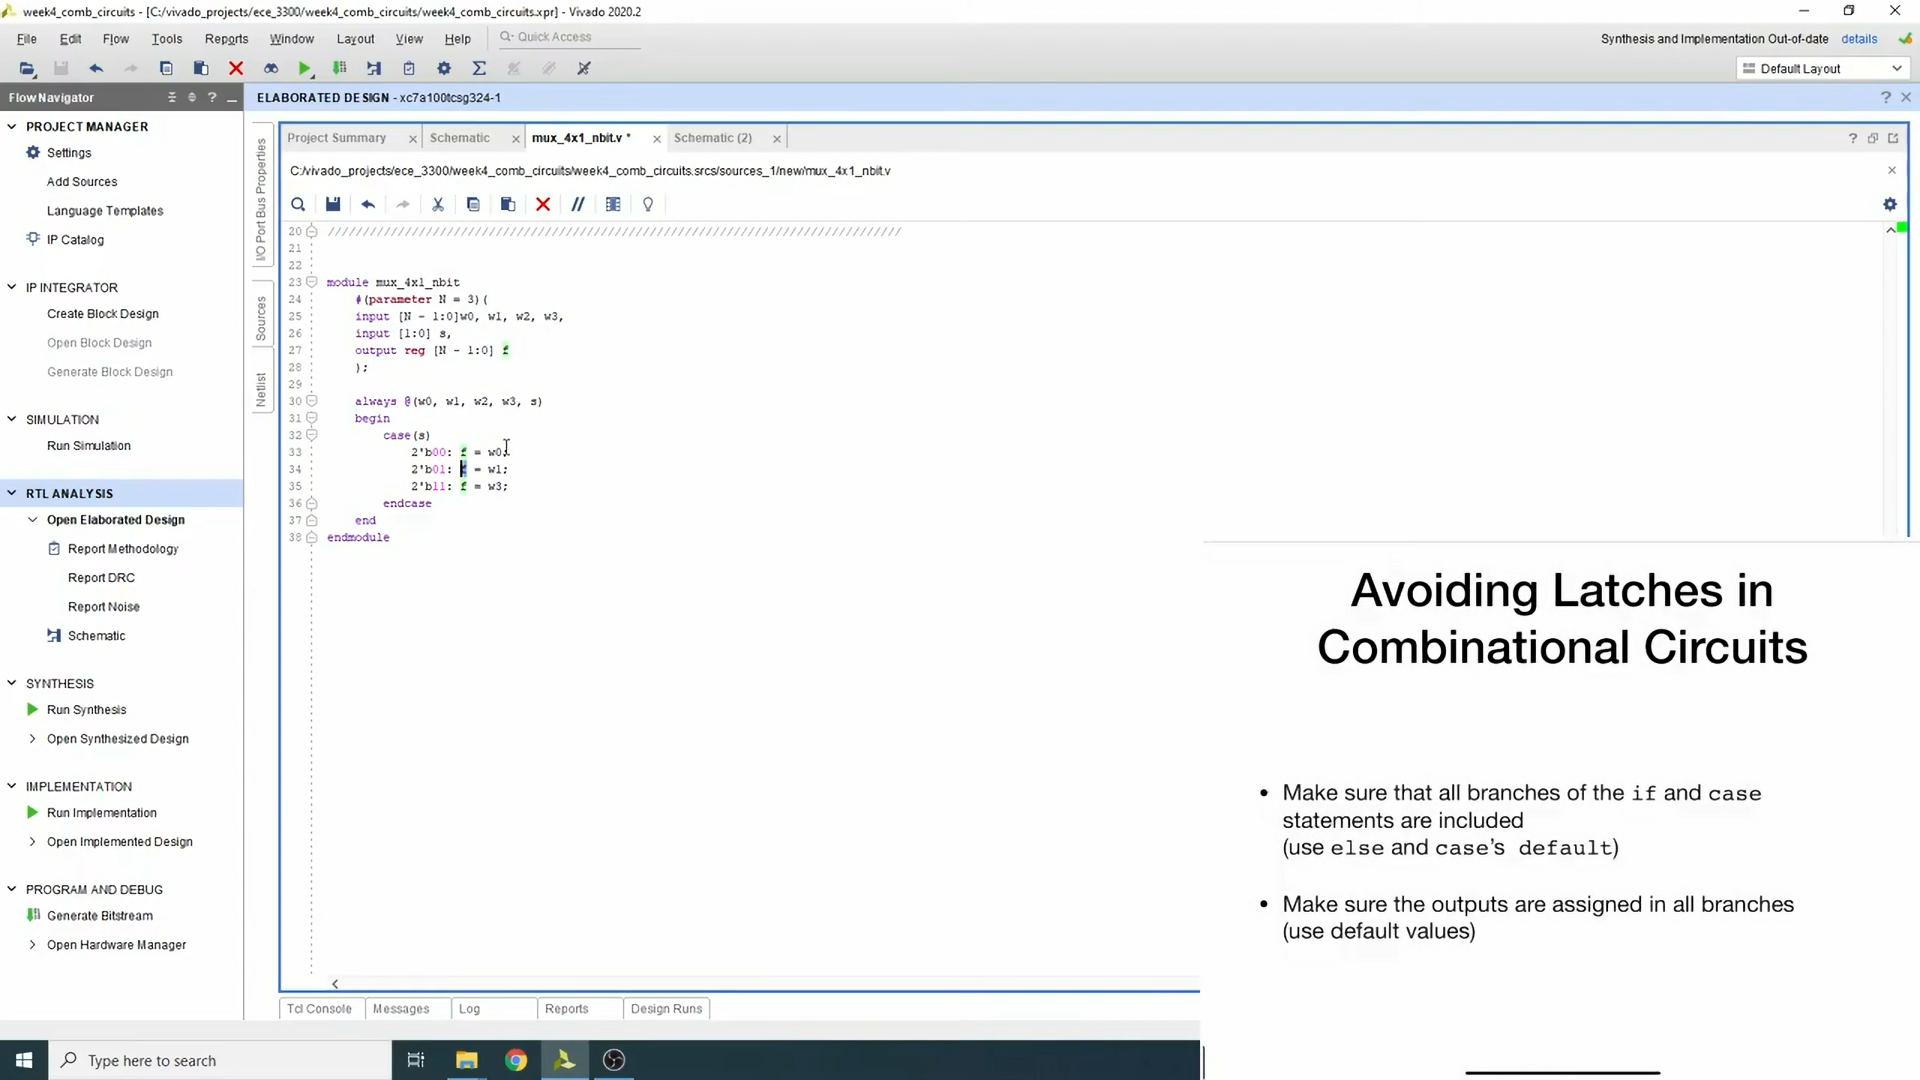 week4_comb_circuits - [C:/vivado_projects/ece_3300/week4_comb_circuits/week4_comb_circuits.xpr] - Vivado 2020.2
File Edit Flow Tools Reports Window Layout View Help Quick Access
Synthesis and Implementation Out-of-date details
Default Layout
Flow Navigator
ELABORATED DESIGN - xc7a100tcsg324-1
PROJECT MANAGER
Settings
Add Sources
Language Templates
IP Catalog
IP INTEGRATOR
Create Block Design
Open Block Design
Generate Block Design
SIMULATION
Run Simulation
RTL ANALYSIS
Open Elaborated Design
Report Methodology
Report DRC
Report Noise
Schematic
SYNTHESIS
Run Synthesis
Open Synthesized Design
IMPLEMENTATION
Run Implementation
Open Implemented Design
PROGRAM AND DEBUG
Generate Bitstream
Open Hardware Manager
I/O Port Bus Properties
Sources
Netlist
Project Summary Schematic mux_4x1_nbit.v * Schematic (2)
C:/vivado_projects/ece_3300/week4_comb_circuits/week4_comb_circuits.srcs/sources_1/new/mux_4x1_nbit.v
20 //////////////////////////////////////////////////////////////////////////////////
21
22
23 module mux_4x1_nbit
24 #(parameter N = 3)(
25 input [N - 1:0]w0, w1, w2, w3,
26 input [1:0] s,
27 output reg [N - 1:0] f
28 );
29
30 always @(w0, w1, w2, w3, s)
31 begin
32 case(s)
33 2'b00: f = w0;
34 2'b01: f = w1;
35 2'b11: f = w3;
36 endcase
37 end
38 endmodule
Tcl Console Messages Log Reports Design Runs
Type here to search
Avoiding Latches in
Combinational Circuits
• Make sure that all branches of the if and case
statements are included
(use else and case's default)
• Make sure the outputs are assigned in all branches
(use default values)